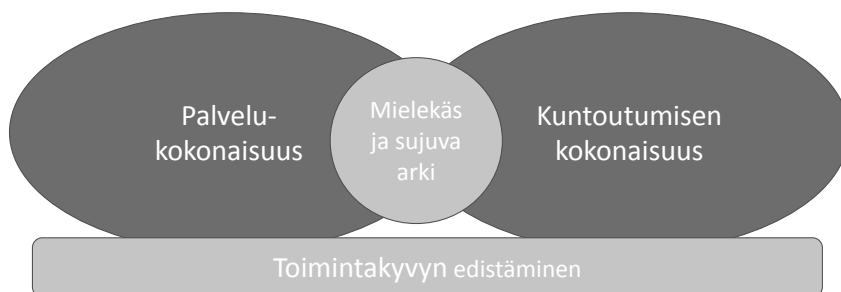 Palvelu-
kokonaisuus
Mielekäs
ja sujuva
arki
Kuntoutumisen
kokonaisuus
Toimintakyvyn edistäminen